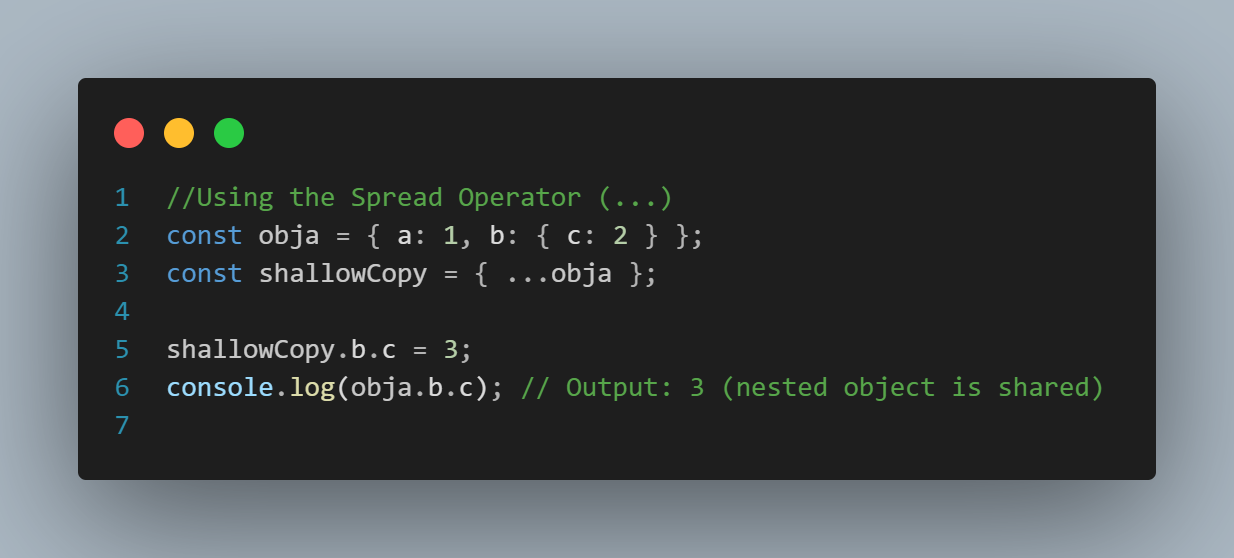 1 //Using the Spread Operator (...)
2 const obja = { a: 1, b: { c: 2 } };
3 const shallowCopy = { ...obja };
4
5 shallowCopy.b.c = 3;
6 console.log(obja.b.c); // Output: 3 (nested object is shared)
7